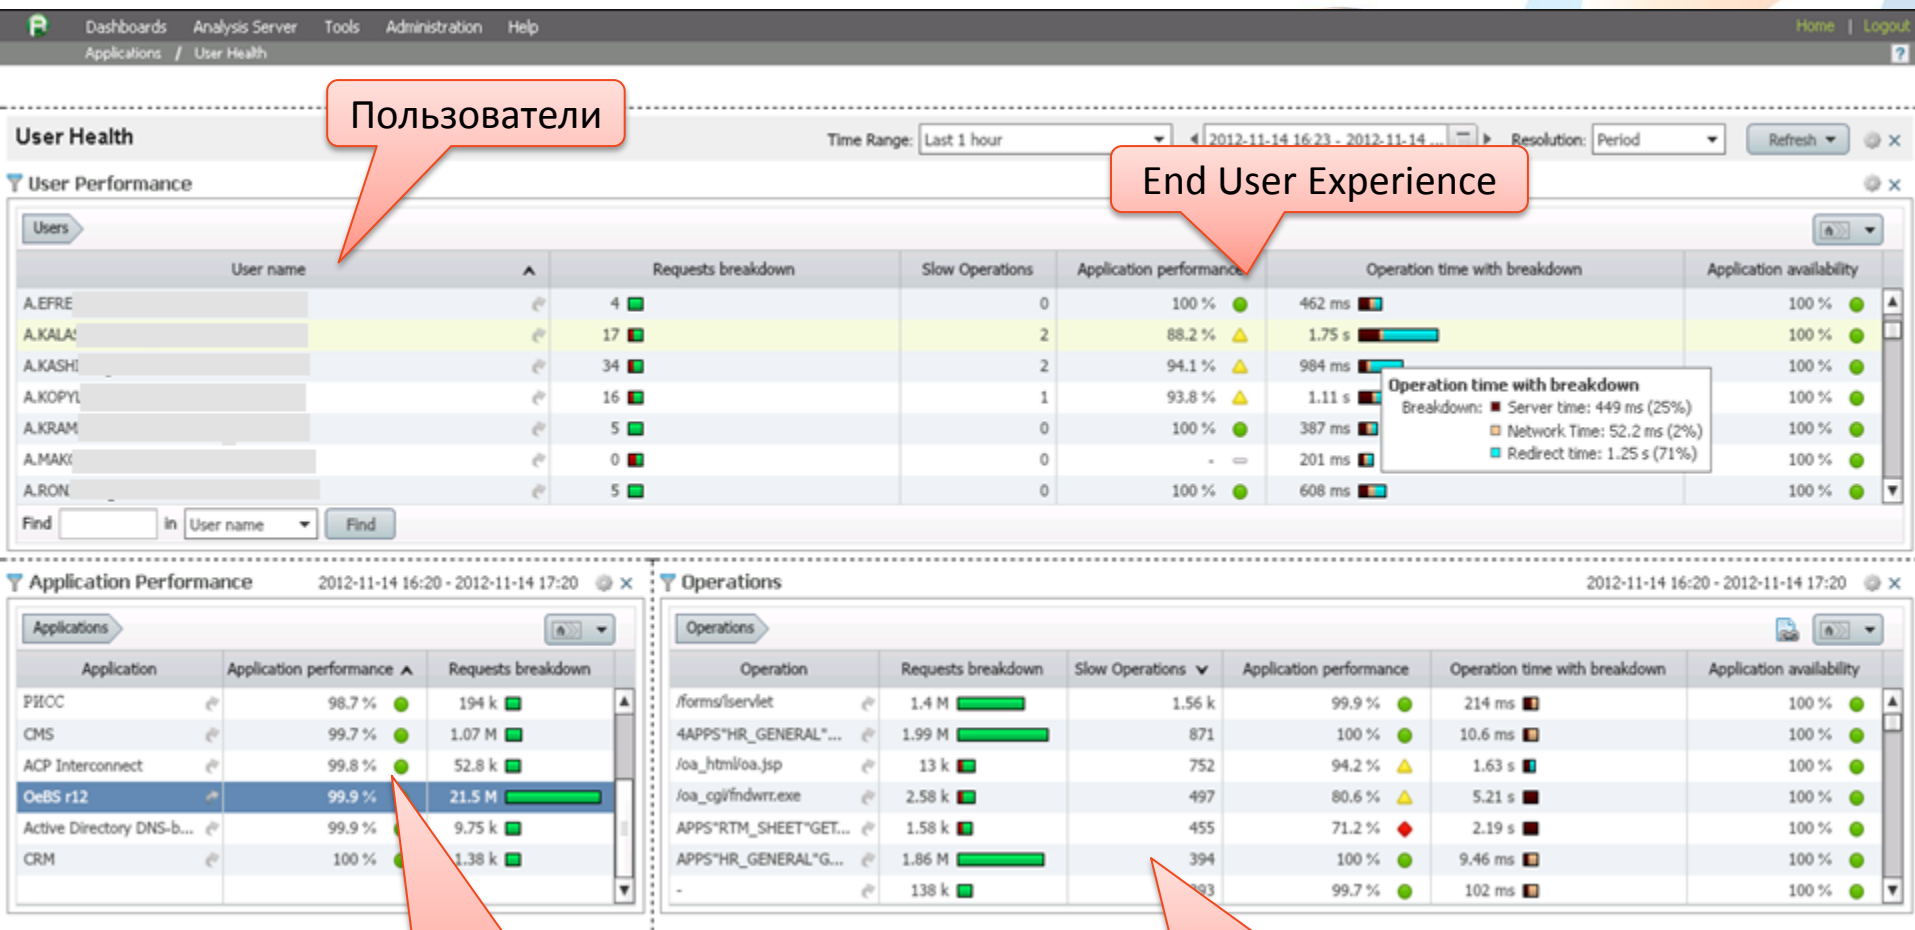 Dashboards Analysis Server Tools Administration Help Home | Logout
Applications / User Health ?
Пользователи
User Health Time Range: Last 1 hour 2012-11-14 16:23 - 2012-11-14 ... Resolution: Period Refresh
End User Experience
User Performance
Users
User name Requests breakdown Slow Operations Application performance Operation time with breakdown Application availability
A.EFRE 4 0 100 % 462 ms 100 %
A.KALA 17 2 88.2 % 1.75 s 100 %
A.KASHI 34 2 94.1 % 984 ms 100 %
A.KOPYL 16 1 93.8 % 1.11 s 100 %
A.KRAM 5 0 100 % 387 ms 100 %
A.MAK 0 0 - 201 ms 100 %
A.RON 5 0 100 % 608 ms 100 %
Operation time with breakdown
Breakdown: Server time: 449 ms (25%)
Network Time: 52.2 ms (2%)
Redirect time: 1.25 s (71%)
Find in User name Find
Application Performance 2012-11-14 16:20 - 2012-11-14 17:20
Applications
Application Application performance Requests breakdown
РИСС 98.7 % 194 k
CMS 99.7 % 1.07 M
ACP Interconnect 99.8 % 52.8 k
OeBS r12 99.9 % 21.5 M
Active Directory DNS-b... 99.9 % 9.75 k
CRM 100 % 1.38 k
Operations 2012-11-14 16:20 - 2012-11-14 17:20
Operations
Operation Requests breakdown Slow Operations Application performance Operation time with breakdown Application availability
/forms/lservlet 1.4 M 1.56 k 99.9 % 214 ms 100 %
4APPS"HR_GENERAL"... 1.99 M 871 100 % 10.6 ms 100 %
/oa_html/oa.jsp 13 k 752 94.2 % 1.63 s 100 %
/oa_cgi/fndwrr.exe 2.58 k 497 80.6 % 5.21 s 100 %
APPS"RTM_SHEET"GET... 1.58 k 455 71.2 % 2.19 s 100 %
APPS"HR_GENERAL"G... 1.86 M 394 100 % 9.46 ms 100 %
- 138 k 393 99.7 % 102 ms 100 %